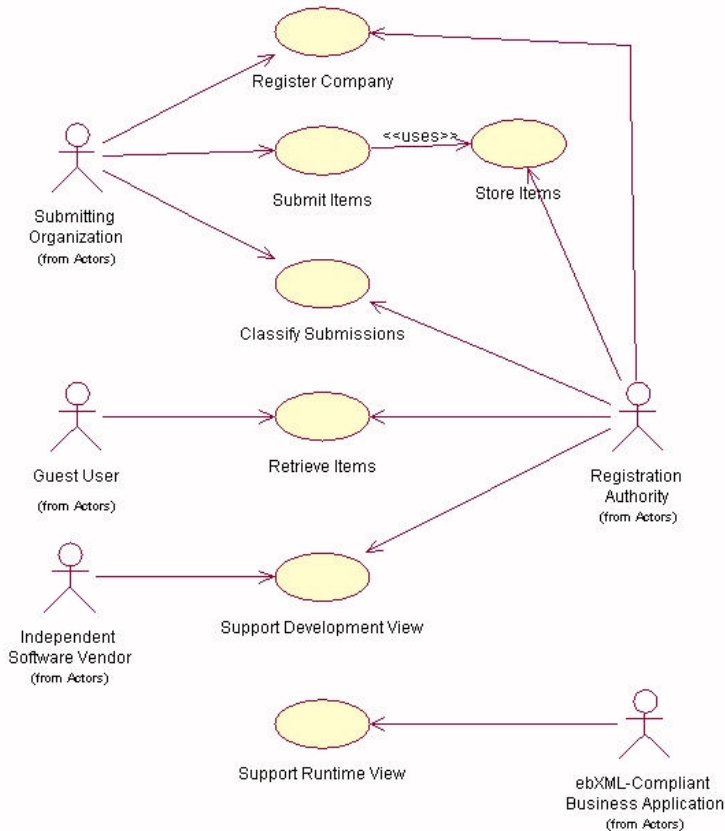 Register Company
<<uses>>
Submit Items
Store Items
Submitting
Organization
(from Actors)
Classify Submissions
Guest User
(from Actors)
Retrieve Items
Registration
Authority
(from Actors)
Independent
Software Vendor
(from Actors)
Support Development View
Support Runtime View
ebXML-Compliant
Business Application
(from Actors)